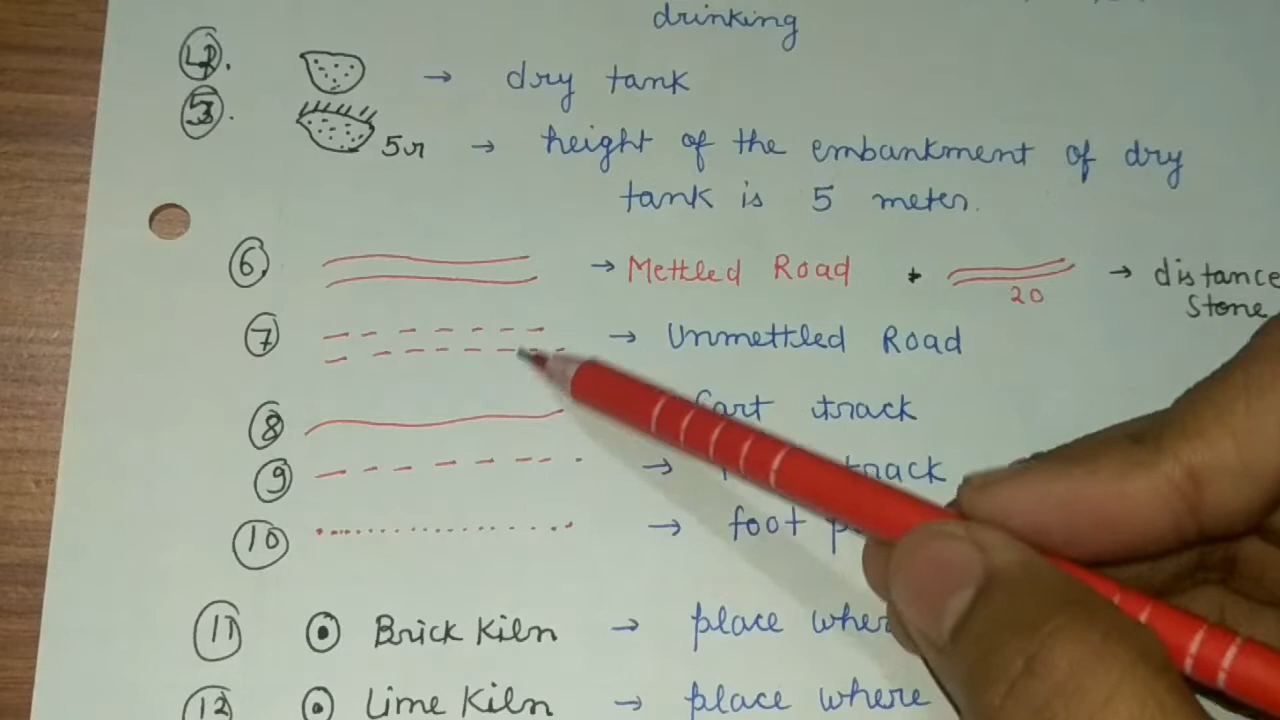 drinking
4. → dry tank
5. 5r → height of the embankment of dry
tank is 5 meter.
6 → Mettled Road + 20 → distance
Stone
7 → Unmettled Road
8 Cart track
9 → track
10 → foot
11 Brick Kiln → place where
12 Lime Kiln → place where